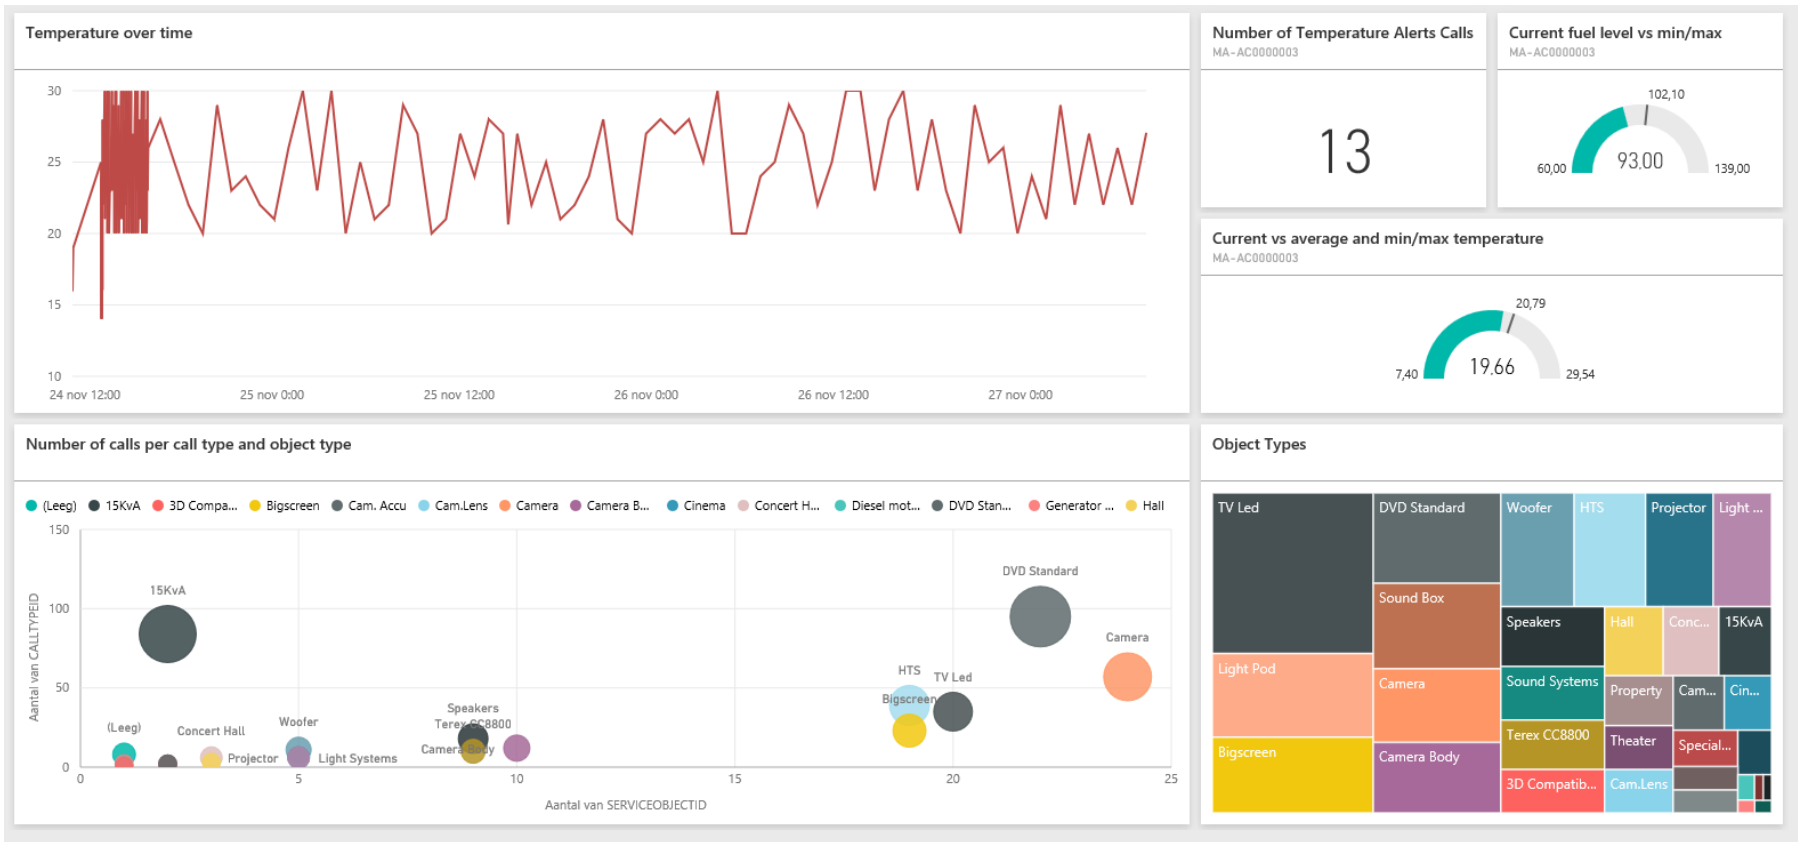 Temperature over time
30
25
20
15
10
24 nov 12:00
25 nov 0:00
25 nov 12:00
26 nov 0:00
26 nov 12:00
27 nov 0:00
Number of Temperature Alerts Calls
MA-AC0000003
13
Current fuel level vs min/max
MA-AC0000003
102,10
93.00
60,00
139,00
Current vs average and min/max temperature
MA-AC0000003
20,79
19.66
7,40
29,54
Number of calls per call type and object type
(Leeg)
15KvA
3D Compa...
Bigscreen
Cam. Accu
Cam.Lens
Camera
Camera B...
Cinema
Concert H...
Diesel mot...
DVD Stan...
Generator ...
Hall
150
100
50
0
Aantal van CALLTYPEID
15KvA
DVD Standard
Camera
HTS
TV Led
Bigscreen
Speakers
Terex CC8800
Camera Body
Woofer
(Leeg)
Concert Hall
Projector
Light Systems
0
5
10
15
20
25
Aantal van SERVICEOBJECTID
Object Types
TV Led
DVD Standard
Woofer
HTS
Projector
Light ...
Sound Box
Speakers
Hall
Conc...
15KvA
Light Pod
Camera
Sound Systems
Property
Cam...
Cin...
Bigscreen
Camera Body
Terex CC8800
Theater
Special...
3D Compatib...
Cam.Lens